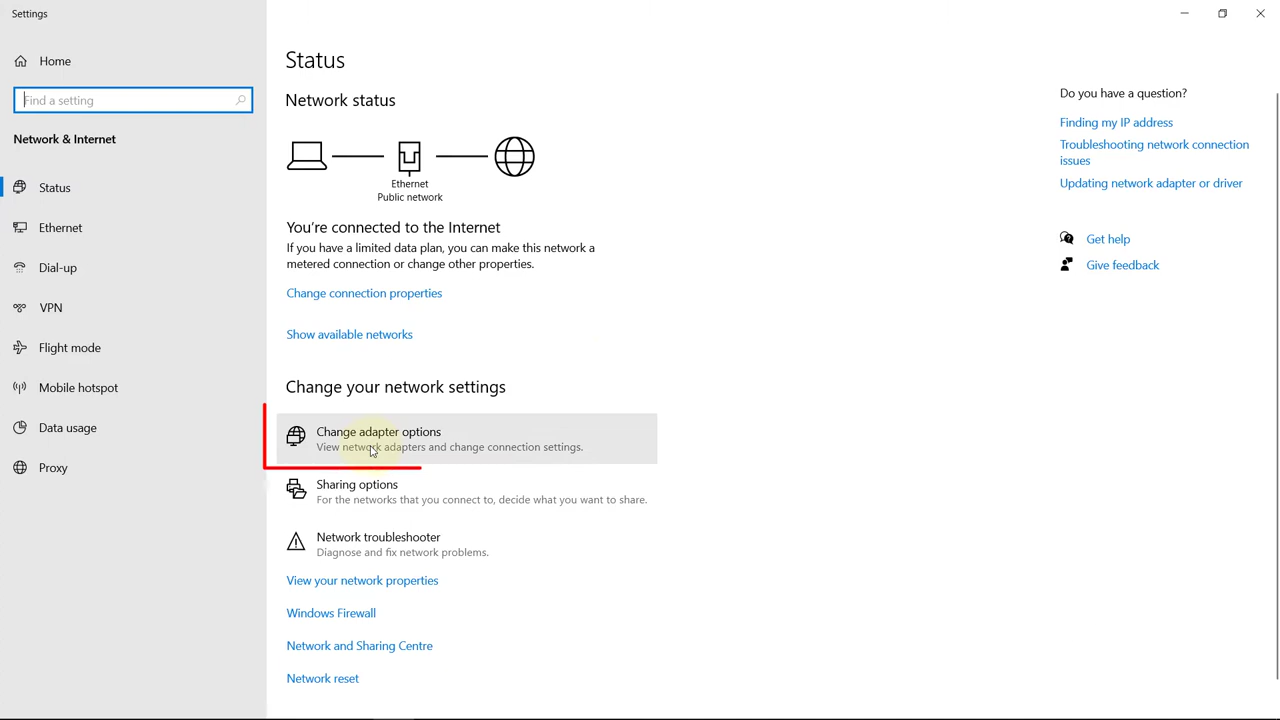 Settings
Home
Find a setting
Network & Internet
Status
Ethernet
Dial-up
VPN
Flight mode
Mobile hotspot
Data usage
Proxy
Status
Network status
Ethernet
Public network
You're connected to the Internet
If you have a limited data plan, you can make this network a
metered connection or change other properties.
Change connection properties
Show available networks
Change your network settings
Change adapter options
View network adapters and change connection settings.
Sharing options
For the networks that you connect to, decide what you want to share.
Network troubleshooter
Diagnose and fix network problems.
View your network properties
Windows Firewall
Network and Sharing Centre
Network reset
Do you have a question?
Finding my IP address
Troubleshooting network connection
issues
Updating network adapter or driver
Get help
Give feedback